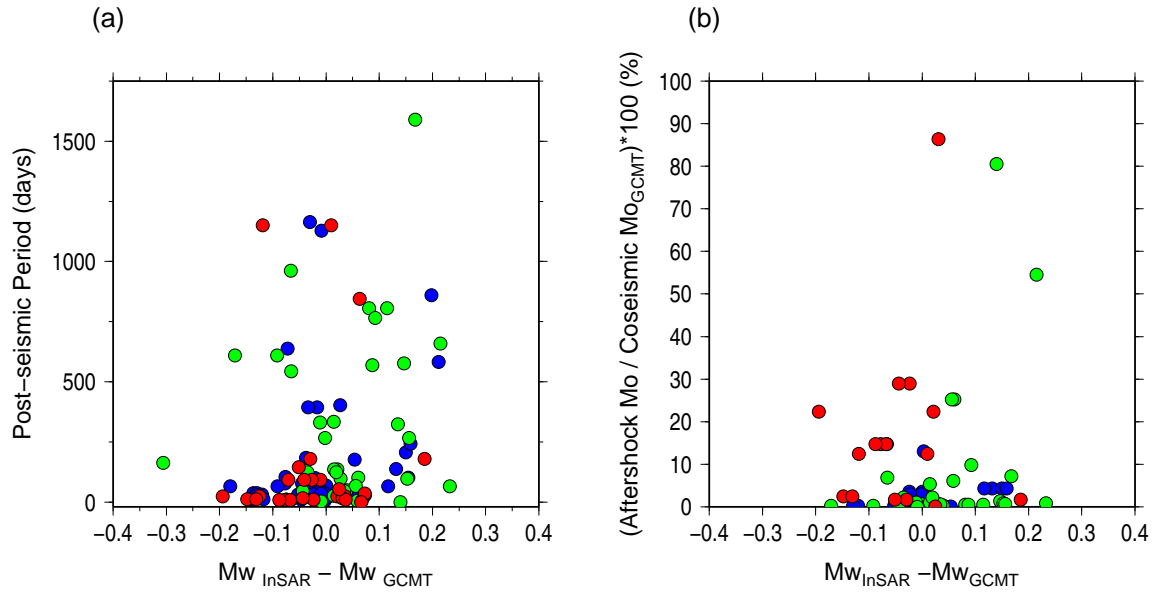 (a)
Post−seismic Period (days)
1500
1000
500
0
−0.4 −0.3 −0.2 −0.1 0.0 0.1 0.2 0.3 0.4
Mw InSAR − Mw GCMT
(b)
(Aftershock Mo / Coseismic MoGCMT)*100 (%)
100
90
80
70
60
50
40
30
20
10
0
−0.4 −0.3 −0.2 −0.1 0.0 0.1 0.2 0.3 0.4
MwInSAR −MwGCMT